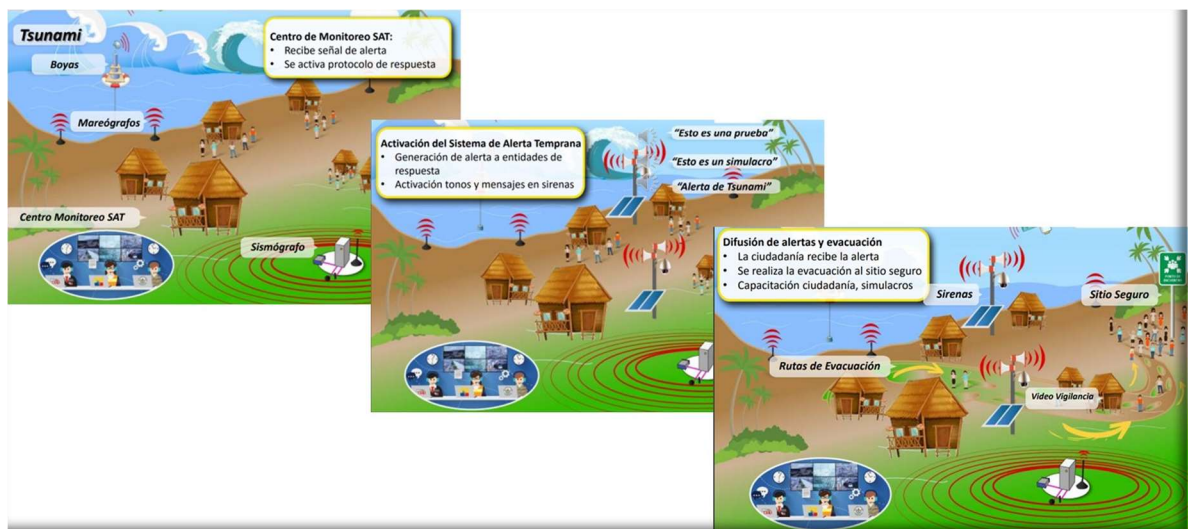 Tsunami
Boyas
Centro de Monitoreo SAT:
• Recibe señal de alerta
• Se activa protocolo de respuesta
Mareógrafos
Centro Monitoreo SAT
Sismógrafo
Activación del Sistema de Alerta Temprana
• Generación de alerta a entidades de
respuesta
• Activación tonos y mensajes en sirenas
“Esto es una prueba”
“Esto es un simulacro”
“Alerta de Tsunami”
Difusión de alertas y evacuación
• La ciudadanía recibe la alerta
• Se realiza la evacuación al sitio seguro
• Capacitación ciudadanía, simulacros
Sirenas
Sitio Seguro
Rutas de Evacuación
Video Vigilancia